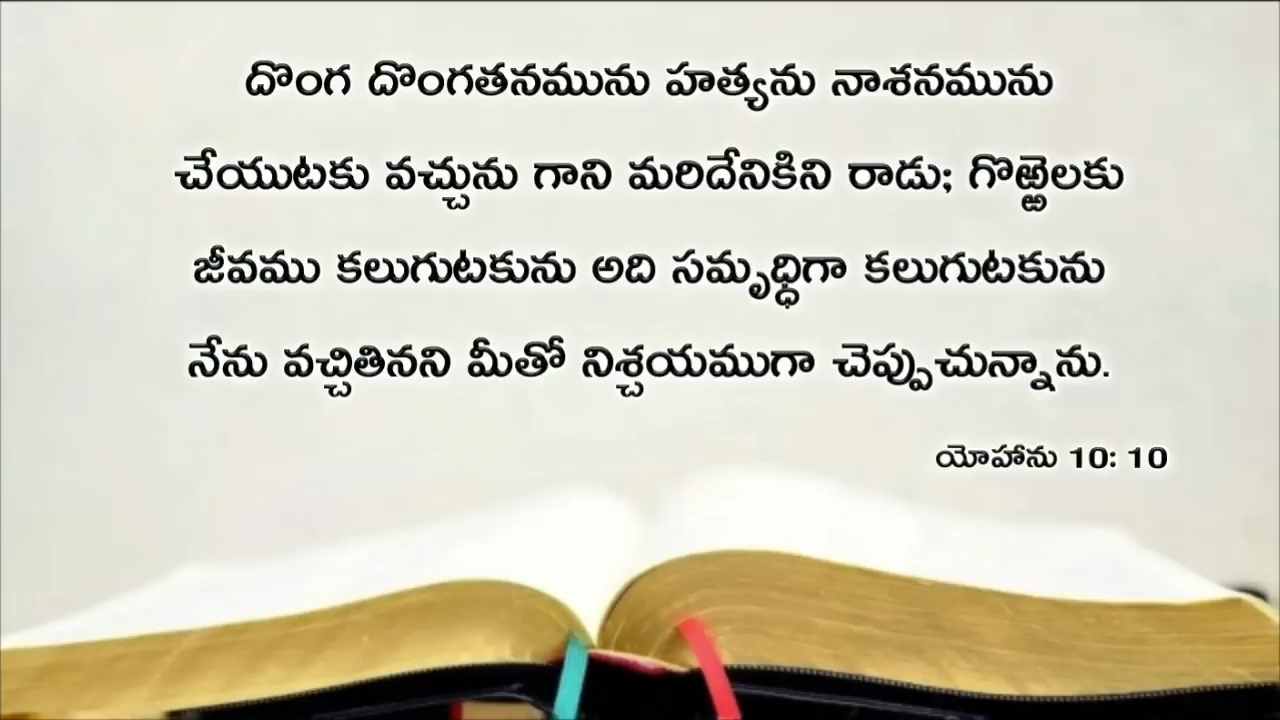 దొంగ దొంగతనమును హత్యను నాశనమును
చేయుటకు వచ్చును గాని మరిదేనికిని రాడు; గొఱ్ఱెలకు
జీవము కలుగుటకును అది సమృద్ధిగా కలుగుటకును
నేను వచ్చితినని మీతో నిశ్చయముగా చెప్పుచున్నాను.
యోహాను 10: 10